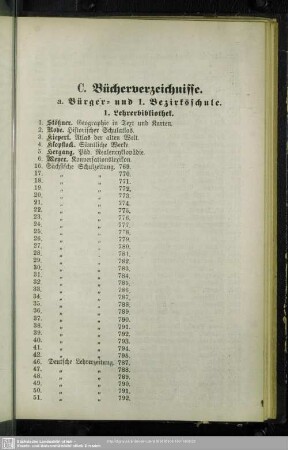 C. Bücherverzeichnisse.
a. Bürger- und I. Bezirksschule.
1. Lehrerbibliothek.
1. Stößner. Geographie in Text und Karten.
2. Rode. Historischer Schulatlas.
3. Kiepert. Atlas der alten Welt.
4. Klopstock. Sämtliche Werke
5. Hergang. Päd. Realencyklopädie.
6. Meyer. Konversationslexikon.
16. Sächsische Schulzeitung. 769.
17. „ „ 770.
18. „ „ 771.
19. „ „ 772.
20. „ „ 773.
21. „ „ 774.
22. „ „ 775.
23. „ „ 776.
24. „ „ 777.
25. „ „ 778.
26. „ „ 779.
27. „ „ 780.
28. „ „ 781.
29. „ „ 782.
30. „ „ 783.
31. „ „ 784.
32. „ „ 785.
33. „ „ 786.
34. „ „ 787.
35. „ „ 788.
36. „ „ 789.
37. „ „ 790.
38. „ „ 791.
39. „ „ 792.
40. „ „ 793.
41. „ „ 794.
42. „ „ 795.
46. Deutsche Lehrerzeitung. 787.
47. „ „ 788.
48. „ „ 789.
49. „ „ 790.
50. „ „ 791.
51. „ „ 792.